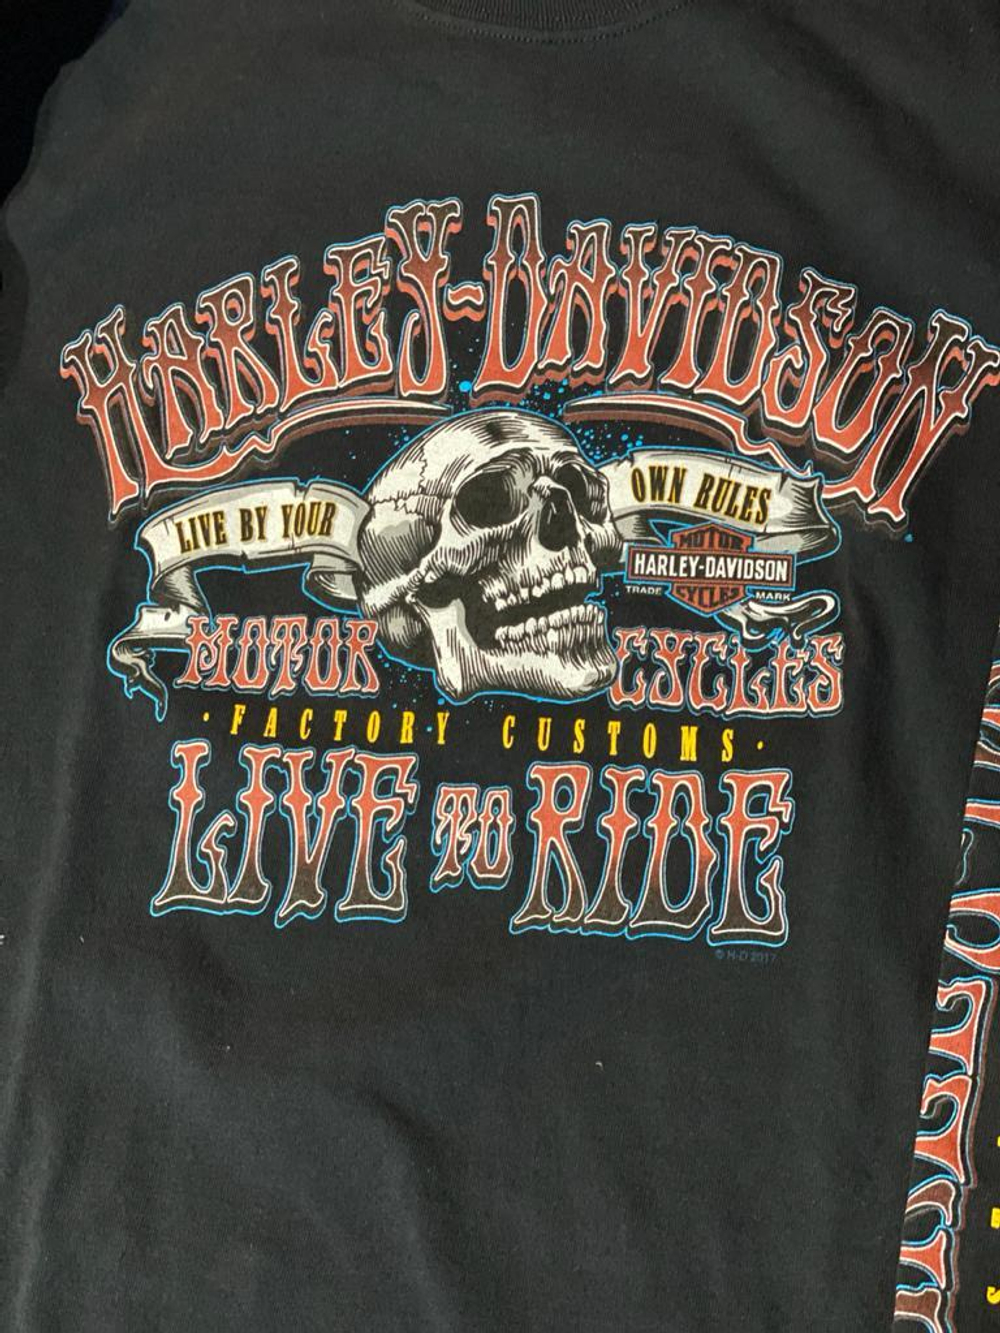 HARLEY-DAVIDSON
LIVE BY YOUR
OWN RULES
MOTOR
HARLEY-DAVIDSON
TRADE CYCLES MARK
MOTOR CYCLES
· FACTORY CUSTOMS ·
LIVE TO RIDE
© H-D 2017